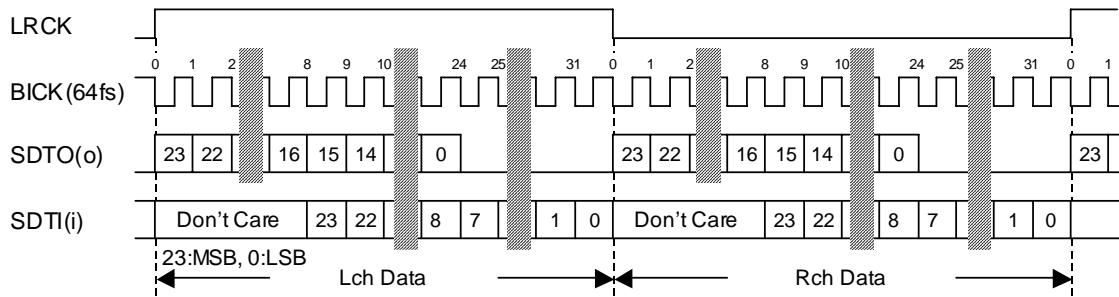 LRCK
0 1 2 8 9 10 24 25 31 0 1 2 8 9 10 24 25 31 0 1
BICK(64fs)
SDTO(o) 23 22 16 15 14 0 23 22 16 15 14 0 23
SDTI(i) Don't Care 23 22 8 7 1 0 Don't Care 23 22 8 7 1 0
23:MSB, 0:LSB
Lch Data Rch Data